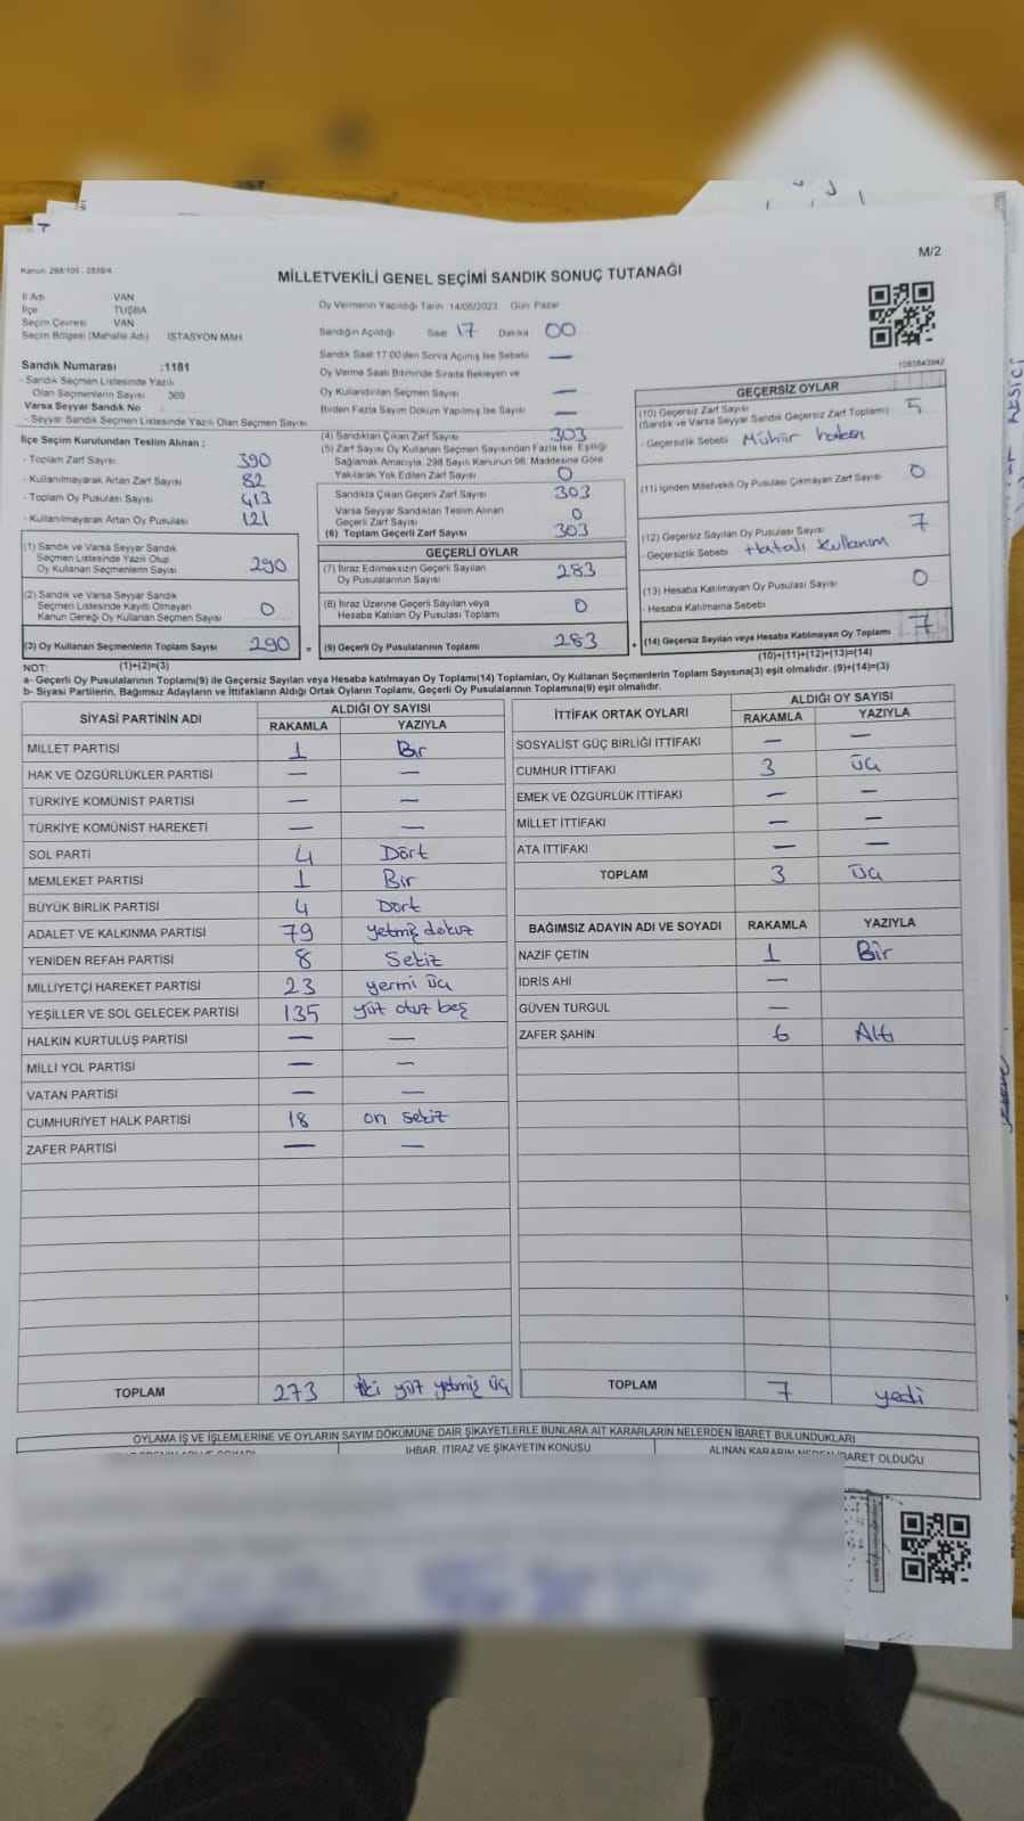 M/2
MİLLETVEKİLİ GENEL SEÇİMİ SANDIK SONUÇ TUTANAĞI
İl Adı VAN
İlçe TUŞBA
Seçim Çevresi VAN
Seçim Bölgesi (Mahalle Adı) İSTASYON MAH
Oy Vermenin Yapıldığı Tarih 14/05/2023 Gün Pazar
Sandığın Açıldığı Saat 17 Dakika 00
Sandık Saat 17:00'den Sonra Açılmış İse Sebebi —
Oy Verme Saati Bitiminde Sırada Bekleyen ve
Oy Kullandırılan Seçmen Sayısı —
Birden Fazla Sayım Döküm Yapılmış İse Sayısı —
Sandık Numarası :1181
- Sandık Seçmen Listesinde Yazılı
Olan Seçmenlerin Sayısı
Varsa Seyyar Sandık No
- Seyyar Sandık Seçmen Listesinde Yazılı Olan Seçmen Sayısı
İlçe Seçim Kurulundan Teslim Alınan :
- Toplam Zarf Sayısı 390
- Kullanılmayarak Artan Zarf Sayısı 82
- Toplam Oy Pusulası Sayısı 413
- Kullanılmayarak Artan Oy Pusulası 121
(1) Sandık ve Varsa Seyyar Sandık
Seçmen Listesinde Yazılı Olup
Oy Kullanan Seçmenlerin Sayısı 290
(2) Sandık ve Varsa Seyyar Sandık
Seçmen Listesinde Kayıtlı Olmayan
Kanun Gereği Oy Kullanan Seçmen Sayısı 0
(3) Oy Kullanan Seçmenlerin Toplam Sayısı 290
(1)+(2)=(3)
(4) Sandıktan Çıkan Zarf Sayısı 303
(5) Zarf Sayısı Oy Kullanan Seçmen Sayısından Fazla İse, Eşitliği
Sağlamak Amacıyla, 298 Sayılı Kanunun 98. Maddesine Göre
Yakılarak Yok Edilen Zarf Sayısı 0
Sandıkta Çıkan Geçerli Zarf Sayısı 303
Varsa Seyyar Sandıktan Teslim Alınan
Geçerli Zarf Sayısı 0
(6) Toplam Geçerli Zarf Sayısı 303
GEÇERLİ OYLAR
(7) İtiraz Edilmeksizin Geçerli Sayılan
Oy Pusulalarının Sayısı 283
(8) İtiraz Üzerine Geçerli Sayılan veya
Hesaba Katılan Oy Pusulası Toplamı 0
= (9) Geçerli Oy Pusulalarının Toplamı 283
GEÇERSİZ OYLAR
(10) Geçersiz Zarf Sayısı 5
(Sandık ve Varsa Seyyar Sandık Geçersiz Zarf Toplamı)
- Geçersizlik Sebebi Mühür hatası
(11) İçinden Milletvekili Oy Pusulası Çıkmayan Zarf Sayısı 0
(12) Geçersiz Sayılan Oy Pusulası Sayısı 7
- Geçersizlik Sebebi Hatalı kullanım
(13) Hesaba Katılmayan Oy Pusulası Sayısı 0
- Hesaba Katılmama Sebebi
+ (14) Geçersiz Sayılan veya Hesaba Katılmayan Oy Toplamı 7
(10)+(11)+(12)+(13)=(14)
NOT:
a- Geçerli Oy Pusulalarının Toplamı(9) ile Geçersiz Sayılan veya Hesaba katılmayan Oy Toplamı(14) Toplamları, Oy Kullanan Seçmenlerin Toplam Sayısına(3) eşit olmalıdır. (9)+(14)=(3)
b- Siyasi Partilerin, Bağımsız Adayların ve İttifakların Aldığı Ortak Oyların Toplamı, Geçerli Oy Pusulalarının Toplamına(9) eşit olmalıdır.
SİYASİ PARTİNİN ADI ALDIĞI OY SAYISI
RAKAMLA YAZIYLA
MİLLET PARTİSİ 1 Bir
HAK VE ÖZGÜRLÜKLER PARTİSİ — —
TÜRKİYE KOMÜNİST PARTİSİ — —
TÜRKİYE KOMÜNİST HAREKETİ — —
SOL PARTİ 4 Dört
MEMLEKET PARTİSİ 1 Bir
BÜYÜK BİRLİK PARTİSİ 4 Dört
ADALET VE KALKINMA PARTİSİ 79 yetmiş dokuz
YENİDEN REFAH PARTİSİ 8 Sekiz
MİLLİYETÇİ HAREKET PARTİSİ 23 yermi üç
YEŞİLLER VE SOL GELECEK PARTİSİ 135 yüz otuz beş
HALKIN KURTULUŞ PARTİSİ — —
MİLLİ YOL PARTİSİ — —
VATAN PARTİSİ — —
CUMHURİYET HALK PARTİSİ 18 on sekiz
ZAFER PARTİSİ — —
TOPLAM 273 iki yüz yetmiş üç
İTTİFAK ORTAK OYLARI ALDIĞI OY SAYISI
RAKAMLA YAZIYLA
SOSYALİST GÜÇ BİRLİĞİ İTTİFAKI — —
CUMHUR İTTİFAKI 3 üç
EMEK VE ÖZGÜRLÜK İTTİFAKI — —
MİLLET İTTİFAKI — —
ATA İTTİFAKI — —
TOPLAM 3 üç
BAĞIMSIZ ADAYIN ADI VE SOYADI RAKAMLA YAZIYLA
NAZİF ÇETİN 1 Bir
İDRİS AHİ —
GÜVEN TURGUL —
ZAFER ŞAHİN 6 Altı
TOPLAM 7 yedi
OYLAMA İŞ VE İŞLEMLERİNE VE OYLARIN SAYIM DÖKÜMÜNE DAİR ŞİKAYETLERLE BUNLARA AİT KARARLARIN NELERDEN İBARET BULUNDUKLARI
İHBAR, İTİRAZ VE ŞİKAYETİN KONUSU
ALINAN KARARIN NEDEN İBARET OLDUĞU